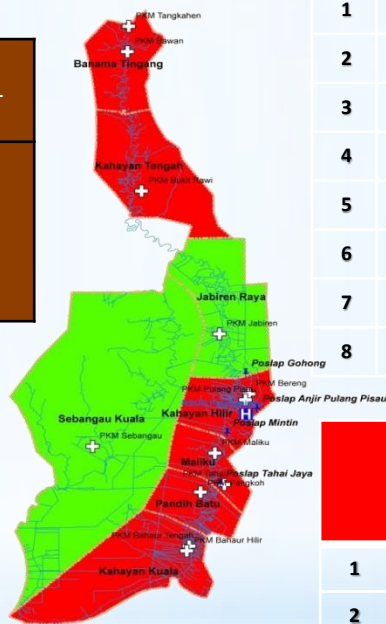 PKM Tangkahen
PKM Bawan
Banama Tingang
Kahayan Tengah
PKM Bukit Rawi
Jabiren Raya
PKM Jabiren
Poslap Gohong
PKM Pulang Pisau
PKM Bereng
Poslap Anjir Pulang Pisau
Kahayan Hilir
H
Poslap Mintin
Sebangau Kuala
PKM Sebangau
PKM Maliku
Maliku
Poslap Tahai Jaya
Pandih Batu
PKM Bahaur Tengah
PKM Bahaur Hilir
Kahayan Kuala
1
2
3
4
5
6
7
8
1
2